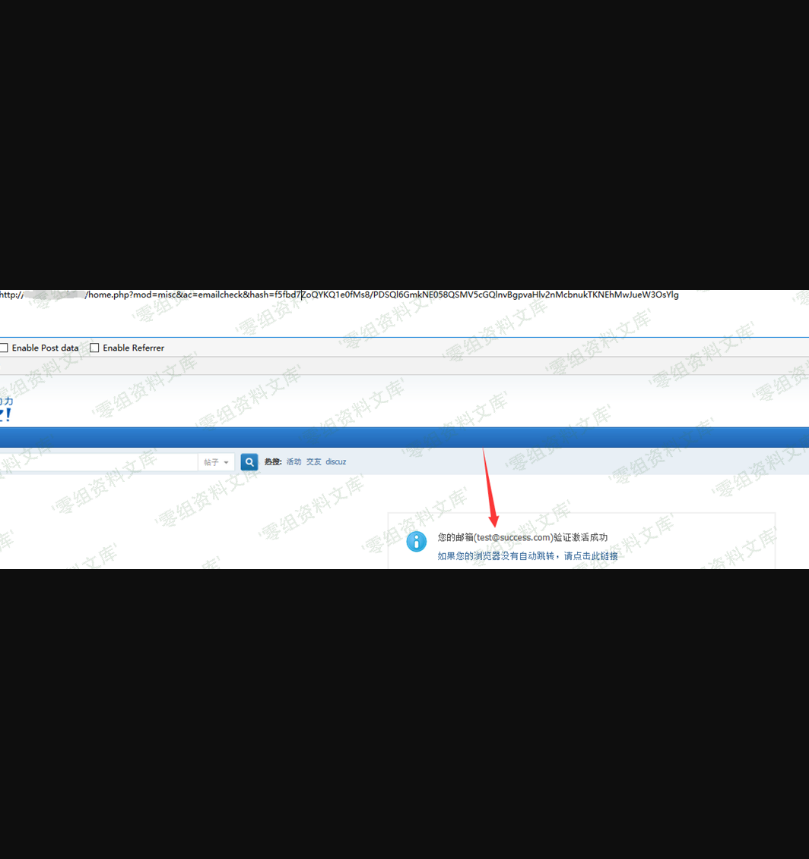 http:// /home.php?mod=misc&ac=emailcheck&hash=f5fbd7ZoQYKQ1e0fMs8/PDSQl6GmkNE058QSMV5cGQlnvBgpvaHlv2nMcbnukTKNEhMwJueW3OsYlg
Enable Post data Enable Referrer
力
!
帖子 热搜: 活动 交友 discuz
您的邮箱(test@success.com)验证激活成功
如果您的浏览器没有自动跳转，请点击此链接
'零组资料文库'